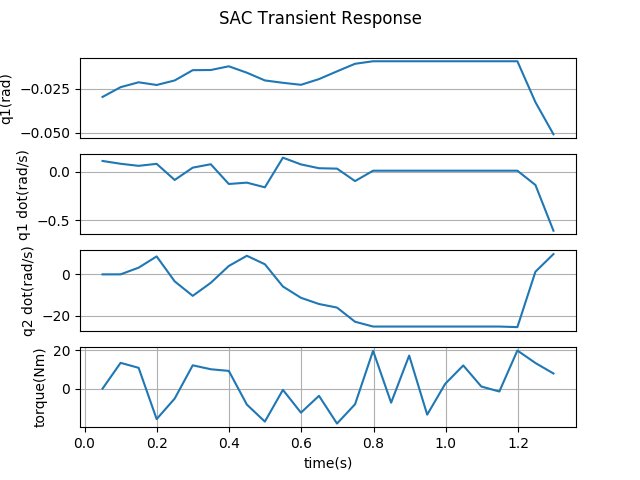 SAC Transient Response
q1(rad)
−0.025
−0.050
q1 dot(rad/s)
0.0
−0.5
q2 dot(rad/s)
0
−20
torque(Nm)
20
0
0.0 0.2 0.4 0.6 0.8 1.0 1.2
time(s)